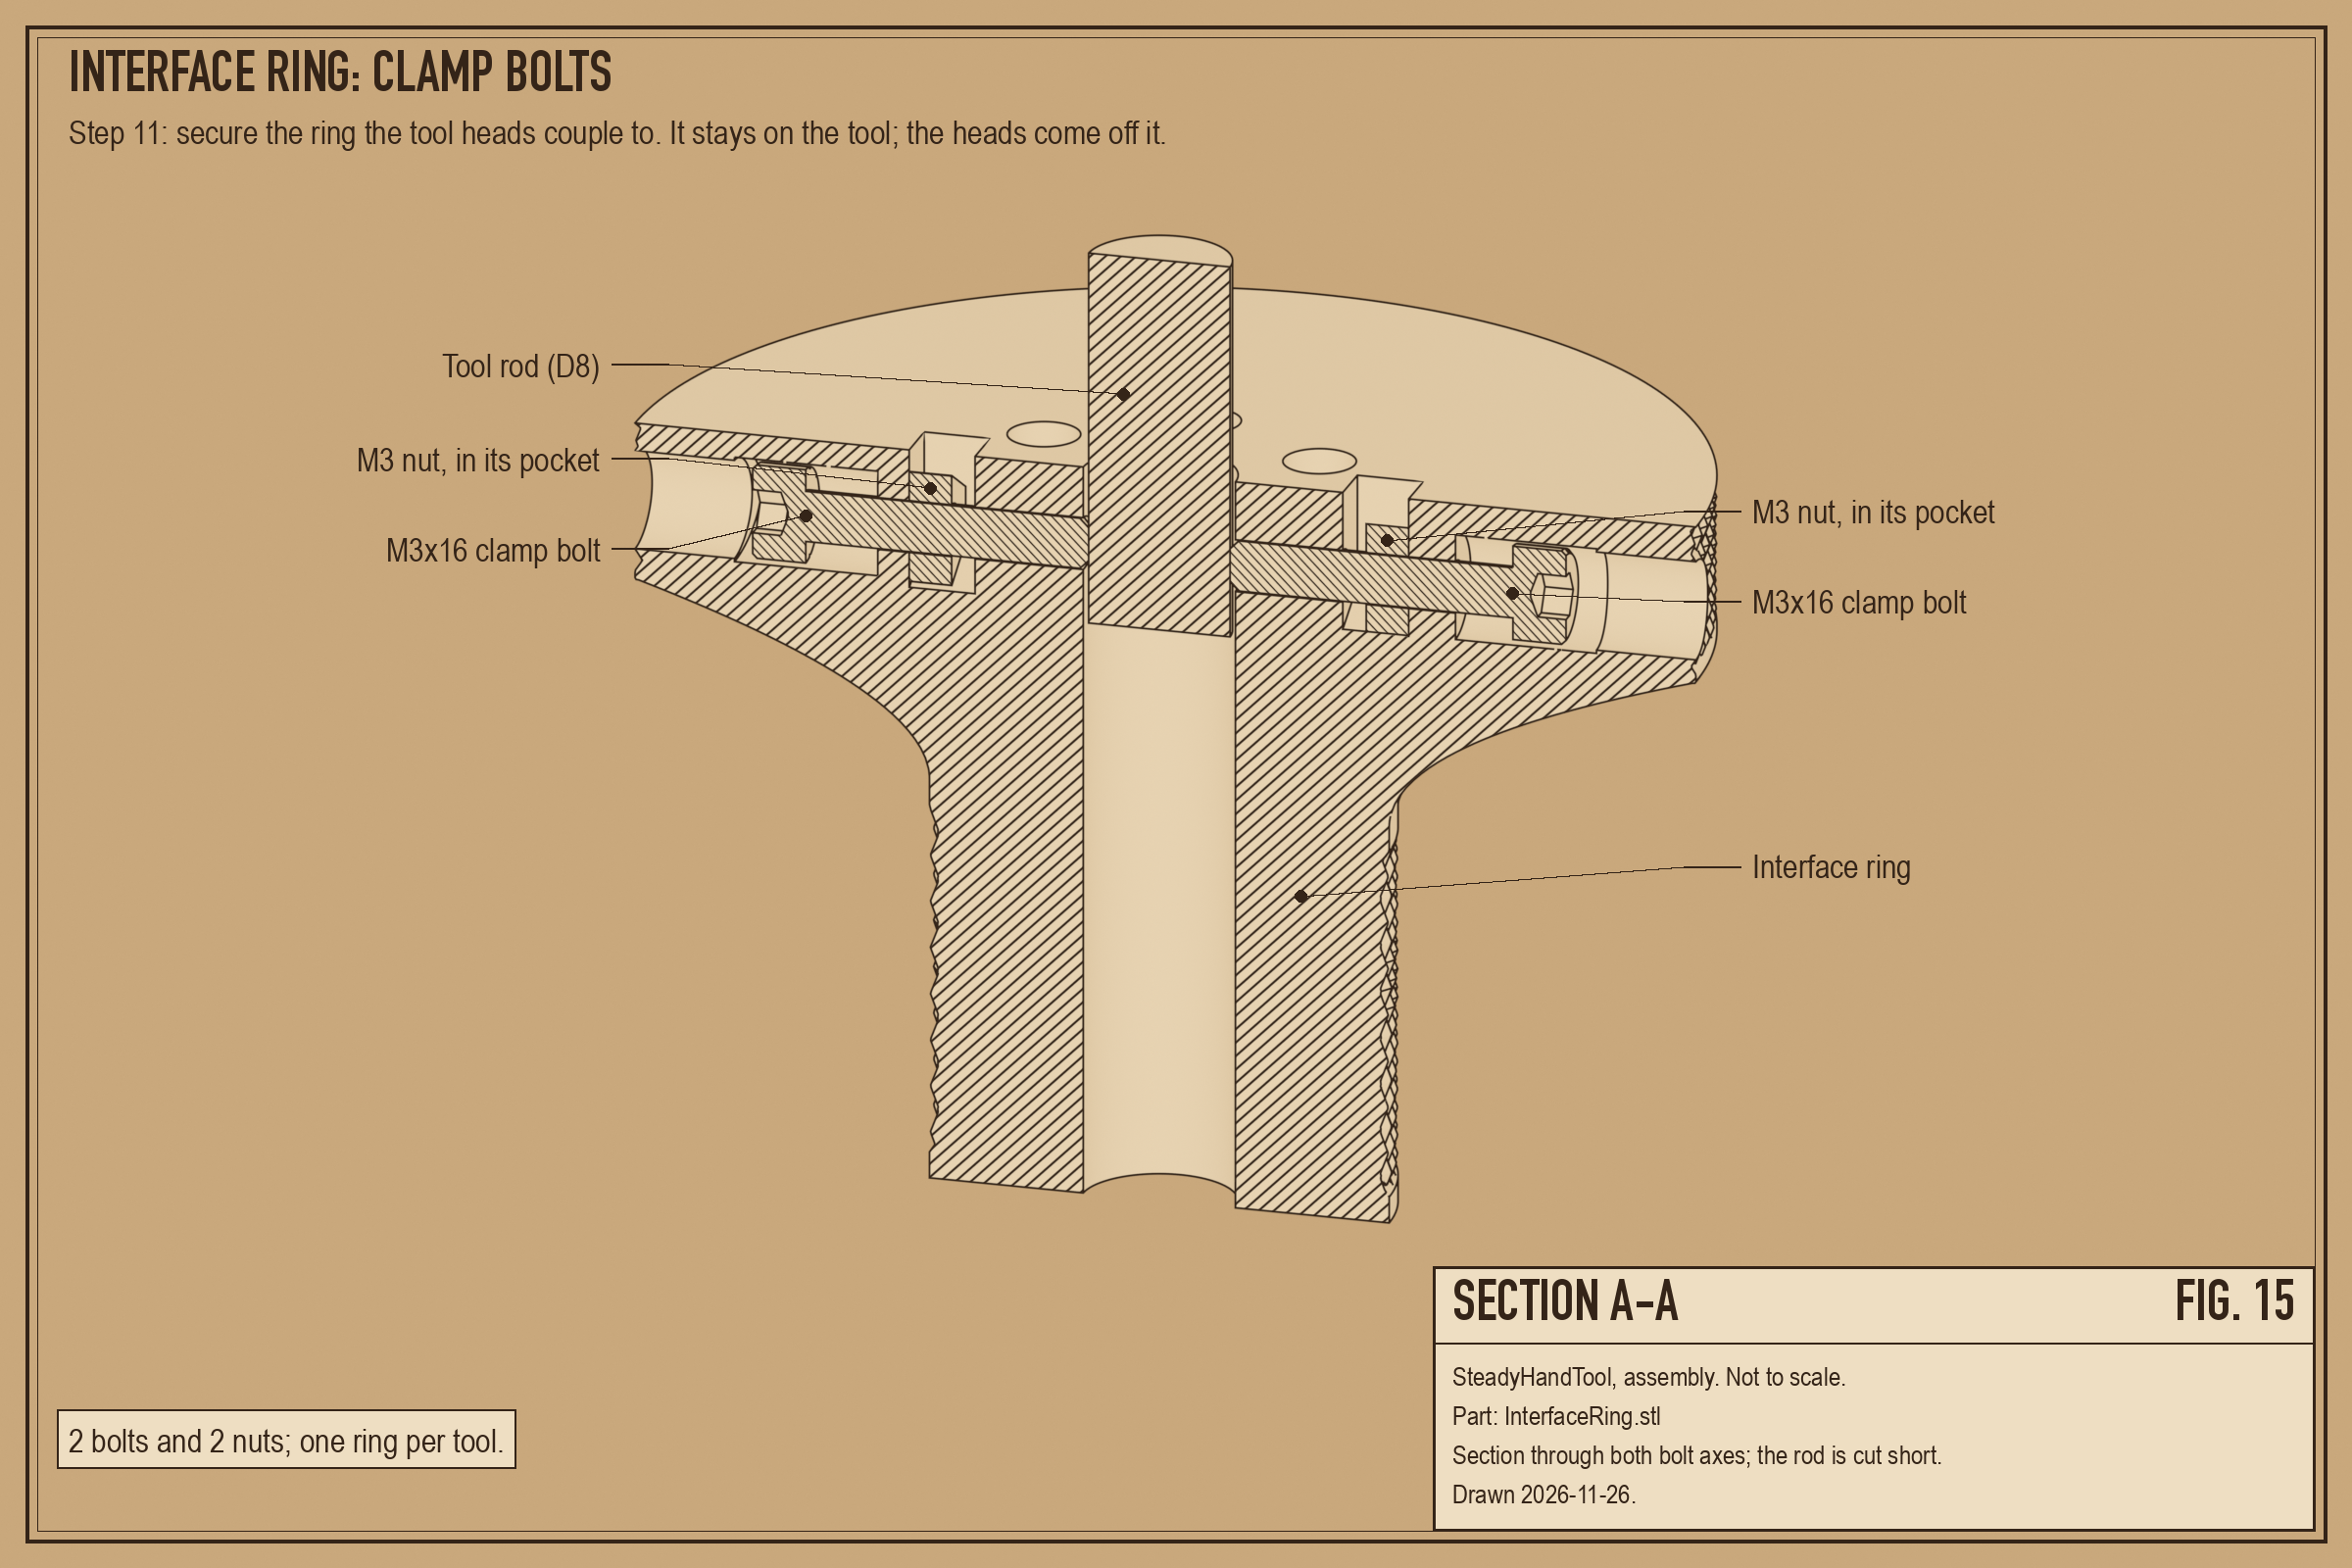 INTERFACE RING: CLAMP BOLTS
Step 11: secure the ring the tool heads couple to. It stays on the tool; the heads come off it.
Tool rod (D8)
M3 nut, in its pocket
M3x16 clamp bolt
M3 nut, in its pocket
M3x16 clamp bolt
Interface ring
SECTION A-A
FIG. 15
SteadyHandTool, assembly. Not to scale.
Part: InterfaceRing.stl
Section through both bolt axes; the rod is cut short.
Drawn 2026-11-26.
2 bolts and 2 nuts; one ring per tool.